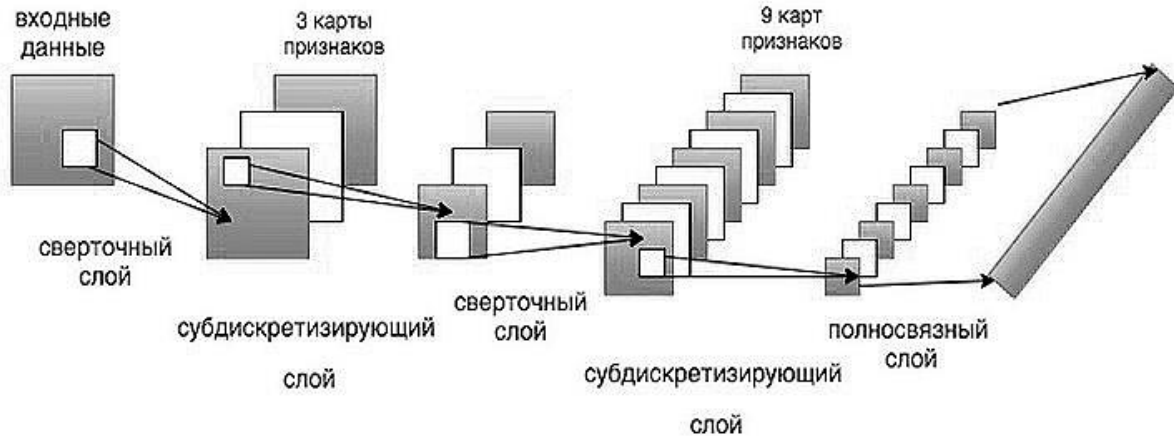 входные
данные
3 карты
признаков
9 карт
признаков
сверточный
слой
субдискретизирующий
слой
сверточный
слой
субдискретизирующий
слой
полносвязный
слой